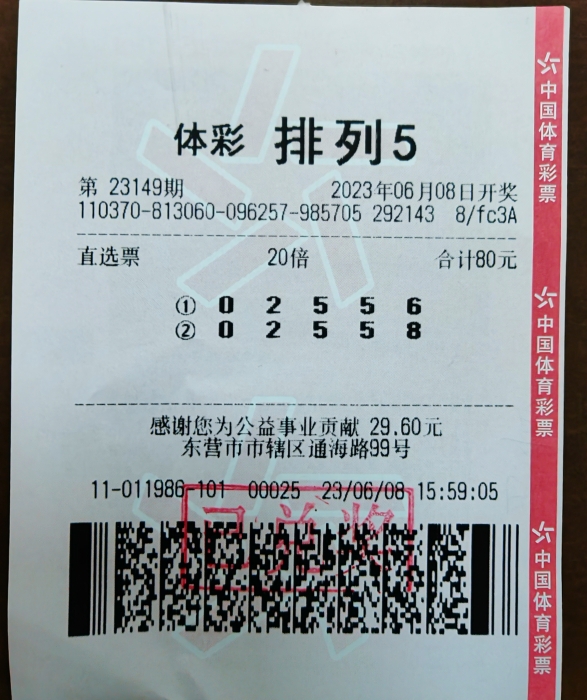 体彩 排列5
第 23149期 2023年06月08日开奖
110370-813060-096257-985705 292143 8/fc3A
直选票 20倍 合计80元
① 0 2 5 5 6
② 0 2 5 5 8
感谢您为公益事业贡献 29.60元
东营市市辖区通海路99号
11-011986-101 00025 23/06/08 15:59:05
已兑奖
中国体育彩票
中国体育彩票
中国体育彩票